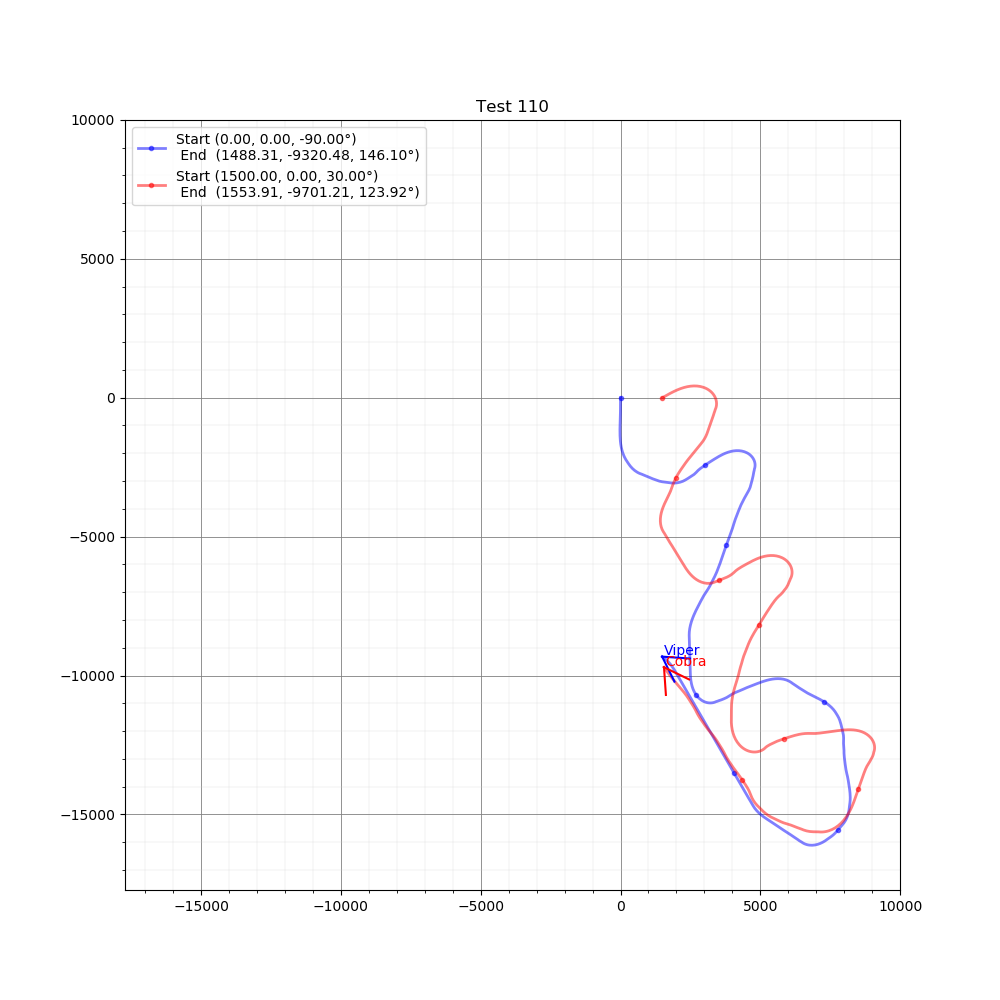 Test 110
Start (0.00, 0.00, -90.00°)
End  (1488.31, -9320.48, 146.10°)
Start (1500.00, 0.00, 30.00°)
End  (1553.91, -9701.21, 123.92°)
10000
5000
0
−5000
−10000
−15000
Viper
Cobra
−15000
−10000
−5000
0
5000
10000